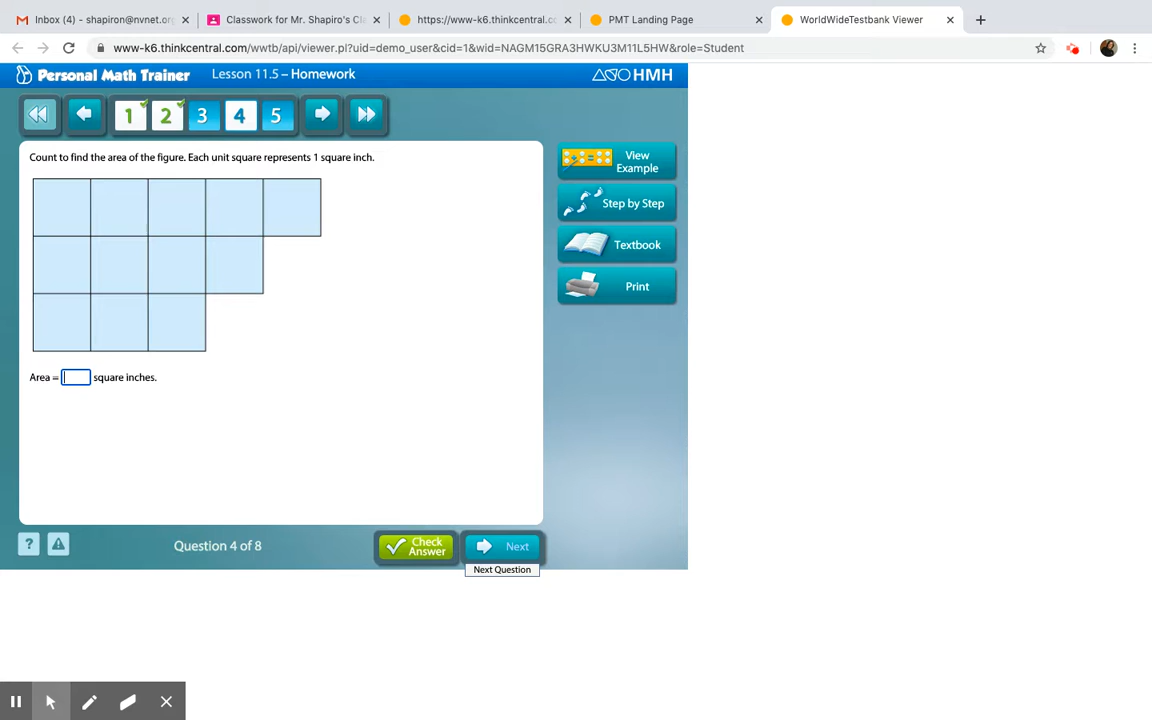 Inbox (4) - shapiron@nvnet.org
Classwork for Mr. Shapiro's Cl
https://www-k6.thinkcentral.co
PMT Landing Page
WorldWideTestbank Viewer
www-k6.thinkcentral.com/wwtb/api/viewer.pl?uid=demo_user&cid=1&wid=NAGM15GRA3HWKU3M11L5HW&role=Student
Personal Math Trainer
Lesson 11.5 – Homework
HMH
1 2 3 4 5
Count to find the area of the figure. Each unit square represents 1 square inch.
Area = square inches.
View
Example
Step by Step
Textbook
Print
?
Question 4 of 8
Check
Answer
Next
Next Question